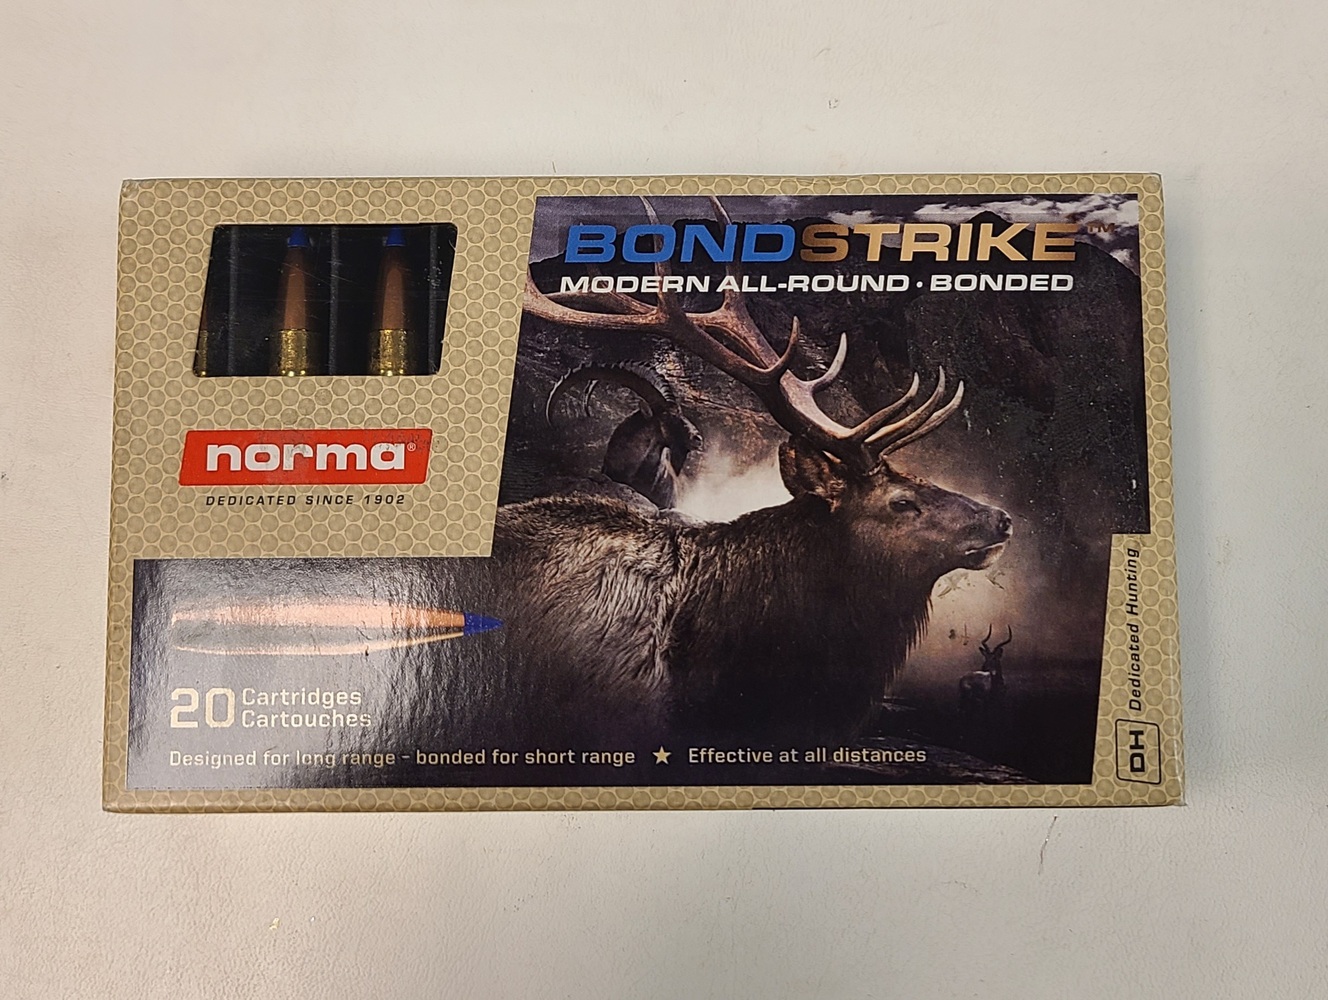 BONDSTRIKE™
MODERN ALL-ROUND • BONDED
norma®
DEDICATED SINCE 1902
20 Cartridges
Cartouches
Designed for long range - bonded for short range ★ Effective at all distances
DH Dedicated Hunting